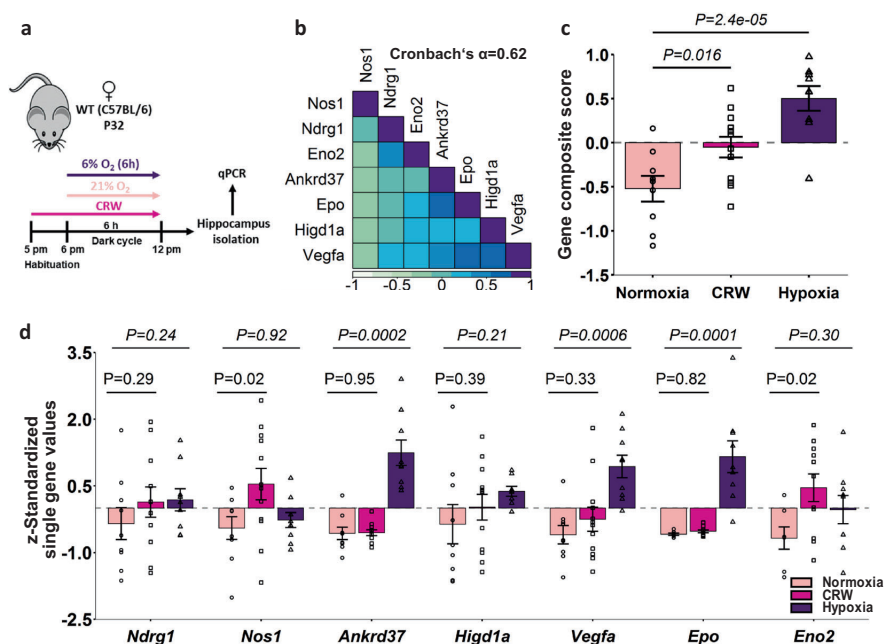 a
♀
WT (C57BL/6)
P32
6% O₂ (6h)
21% O₂
CRW
6 h
Dark cycle
5 pm
6 pm
12 pm
Habituation
qPCR
Hippocampus
isolation
b
Cronbach‘s α=0.62
Nos1
Ndrg1
Eno2
Ankrd37
Epo
Higd1a
Vegfa
Nos1
Ndrg1
Eno2
Ankrd37
Epo
Higd1a
Vegfa
-1
-0.5
0
0.5
1
c
P=2.4e-05
P=0.016
Gene composite score
1.0
0.5
0.0
-0.5
-1.0
-1.5
Normoxia
CRW
Hypoxia
d
P=0.24
P=0.92
P=0.0002
P=0.21
P=0.0006
P=0.0001
P=0.30
P=0.29
P=0.02
P=0.95
P=0.39
P=0.33
P=0.82
P=0.02
z-Standardized
single gene values
3.5
2.0
0.5
-1.0
-2.5
Normoxia
CRW
Hypoxia
Ndrg1
Nos1
Ankrd37
Higd1a
Vegfa
Epo
Eno2